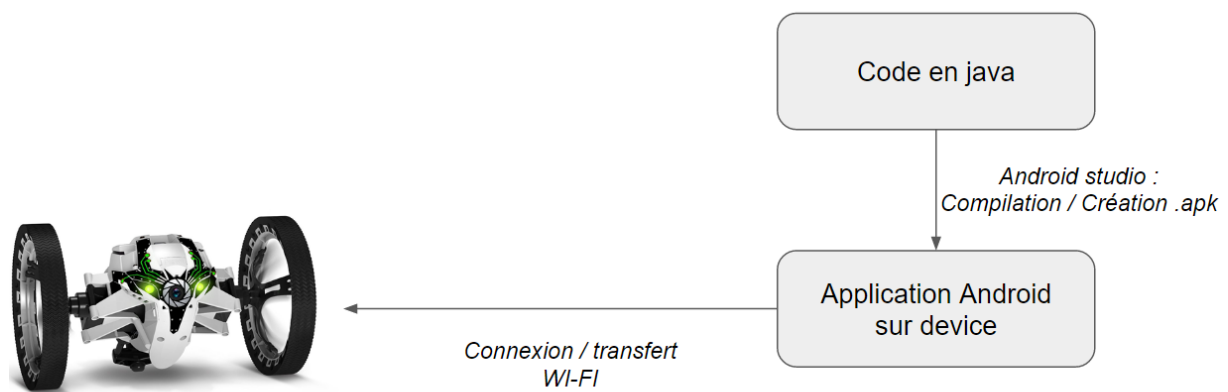 Code en java
Android studio :
Compilation / Création .apk
Application Android
sur device
Connexion / transfert
WI-FI